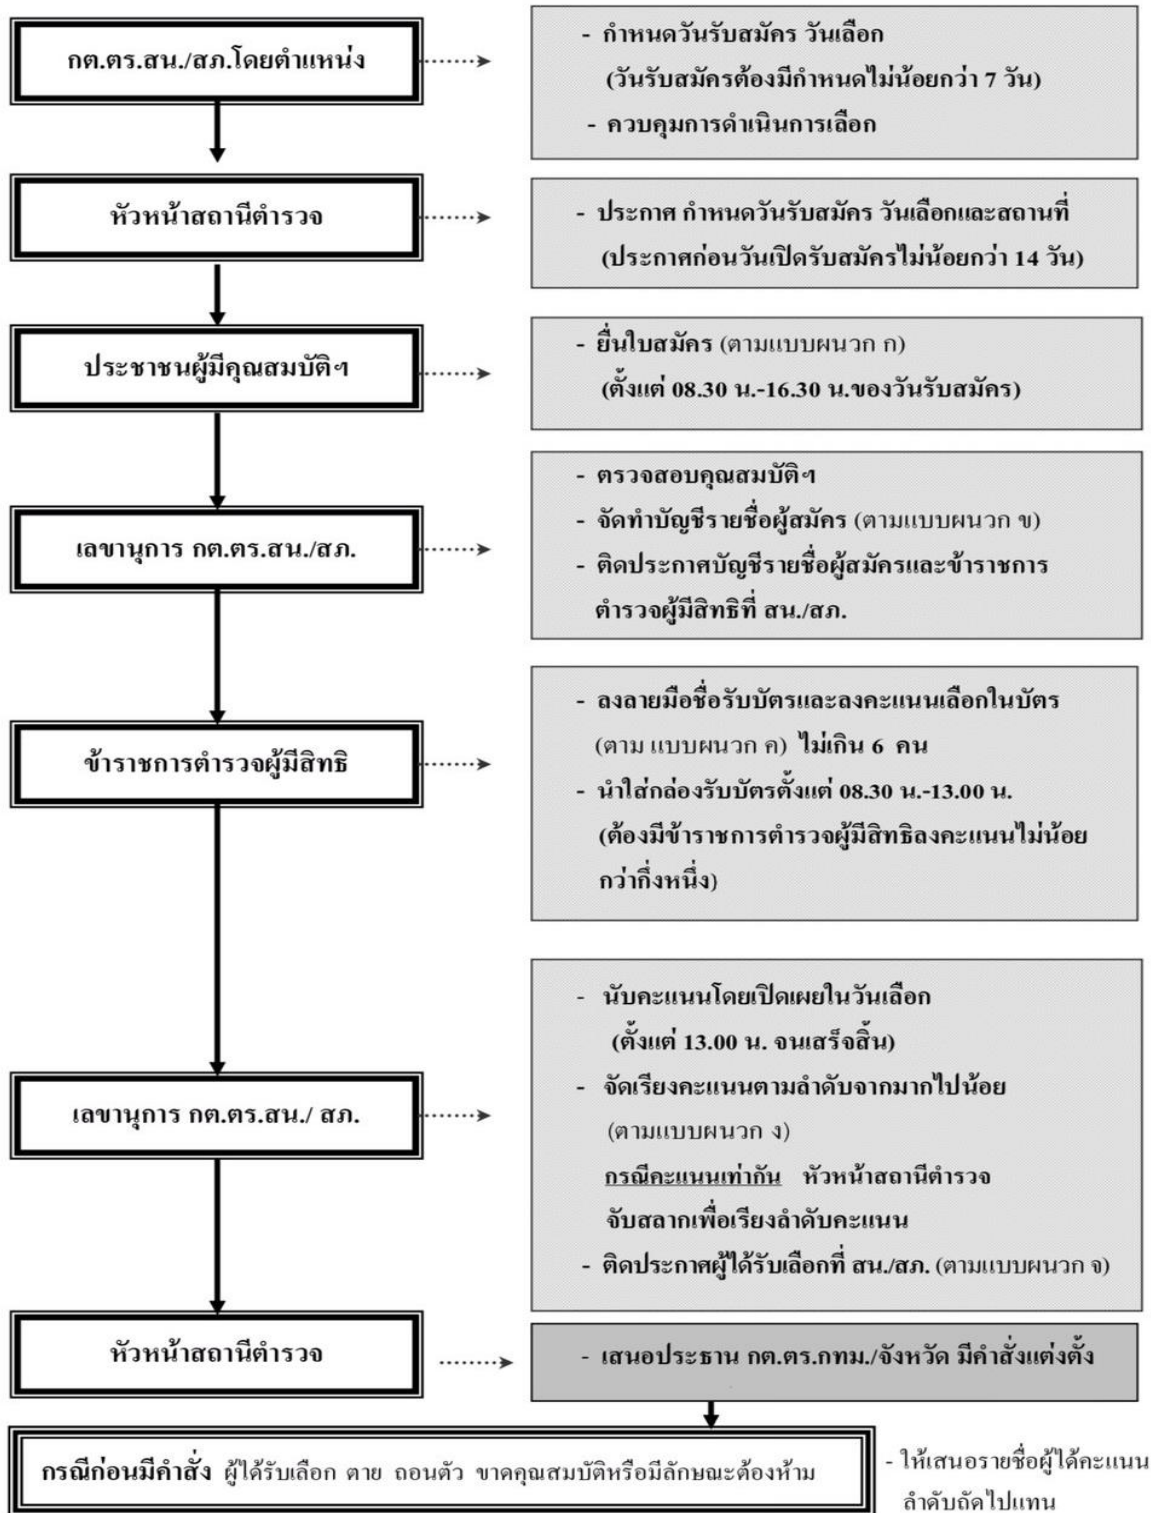 กต.ตร.สน./สภ.โดยตำแหน่ง
- กำหนดวันรับสมัคร วันเลือก
(วันรับสมัครต้องมีกำหนดไม่น้อยกว่า 7 วัน)
- ควบคุมการดำเนินการเลือก
หัวหน้าสถานีตำรวจ
- ประกาศ กำหนดวันรับสมัคร วันเลือกและสถานที่
(ประกาศก่อนวันเปิดรับสมัครไม่น้อยกว่า 14 วัน)
ประชาชนผู้มีคุณสมบัติฯ
- ยื่นใบสมัคร (ตามแบบผนวก ก)
(ตั้งแต่ 08.30 น.-16.30 น.ของวันรับสมัคร)
เลขานุการ กต.ตร.สน./สภ.
- ตรวจสอบคุณสมบัติฯ
- จัดทำบัญชีรายชื่อผู้สมัคร (ตามแบบผนวก ข)
- ติดประกาศบัญชีรายชื่อผู้สมัครและข้าราชการ
ตำรวจผู้มีสิทธิที่ สน./สภ.
ข้าราชการตำรวจผู้มีสิทธิ
- ลงลายมือชื่อรับบัตรและลงคะแนนเลือกในบัตร
(ตาม แบบผนวก ค) ไม่เกิน 6 คน
- นำใส่กล่องรับบัตรตั้งแต่ 08.30 น.-13.00 น.
(ต้องมีข้าราชการตำรวจผู้มีสิทธิลงคะแนนไม่น้อย
กว่ากึ่งหนึ่ง)
เลขานุการ กต.ตร.สน./ สภ.
- นับคะแนนโดยเปิดเผยในวันเลือก
(ตั้งแต่ 13.00 น. จนเสร็จสิ้น)
- จัดเรียงคะแนนตามลำดับจากมากไปน้อย
(ตามแบบผนวก ง)
กรณีคะแนนเท่ากัน หัวหน้าสถานีตำรวจ
จับสลากเพื่อเรียงลำดับคะแนน
- ติดประกาศผู้ได้รับเลือกที่ สน./สภ. (ตามแบบผนวก จ)
หัวหน้าสถานีตำรวจ
- เสนอประธาน กต.ตร.กทม./จังหวัด มีคำสั่งแต่งตั้ง
กรณีก่อนมีคำสั่ง ผู้ได้รับเลือก ตาย ถอนตัว ขาดคุณสมบัติหรือมีลักษณะต้องห้าม
- ให้เสนอรายชื่อผู้ได้คะแนน
ลำดับถัดไปแทน